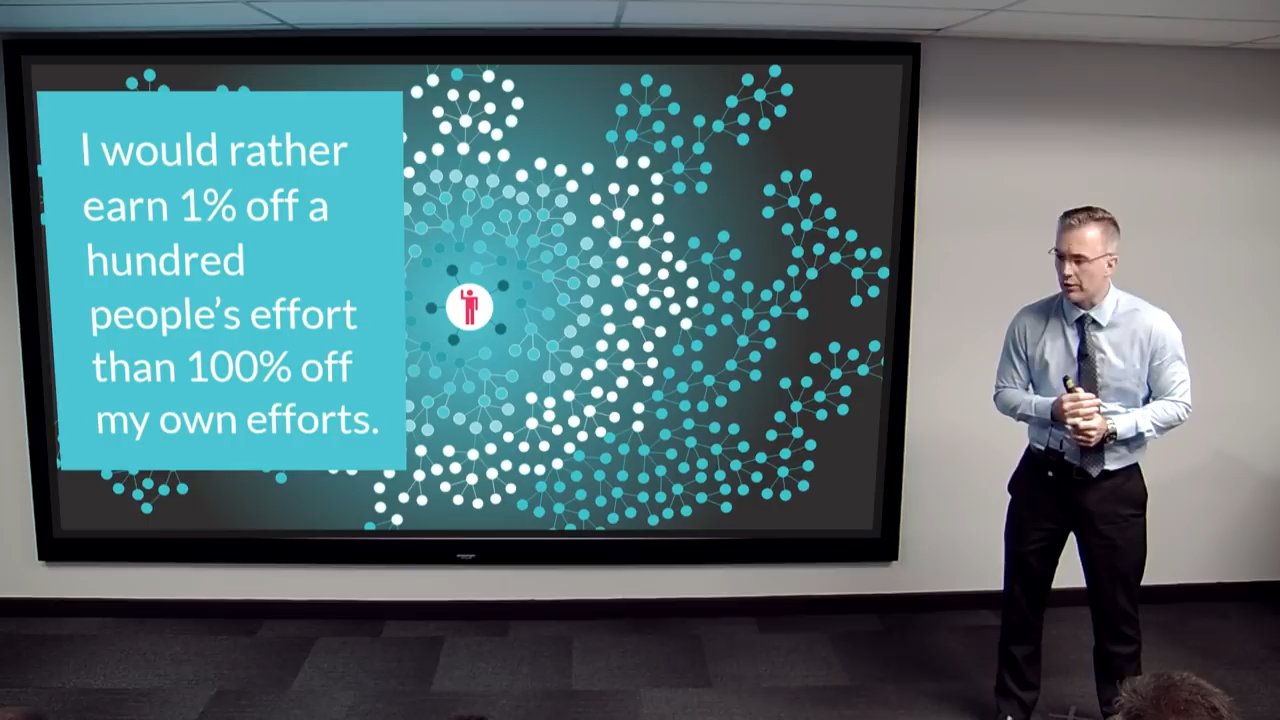 I would rather
earn 1% off a
hundred
people's effort
than 100% off
my own efforts.